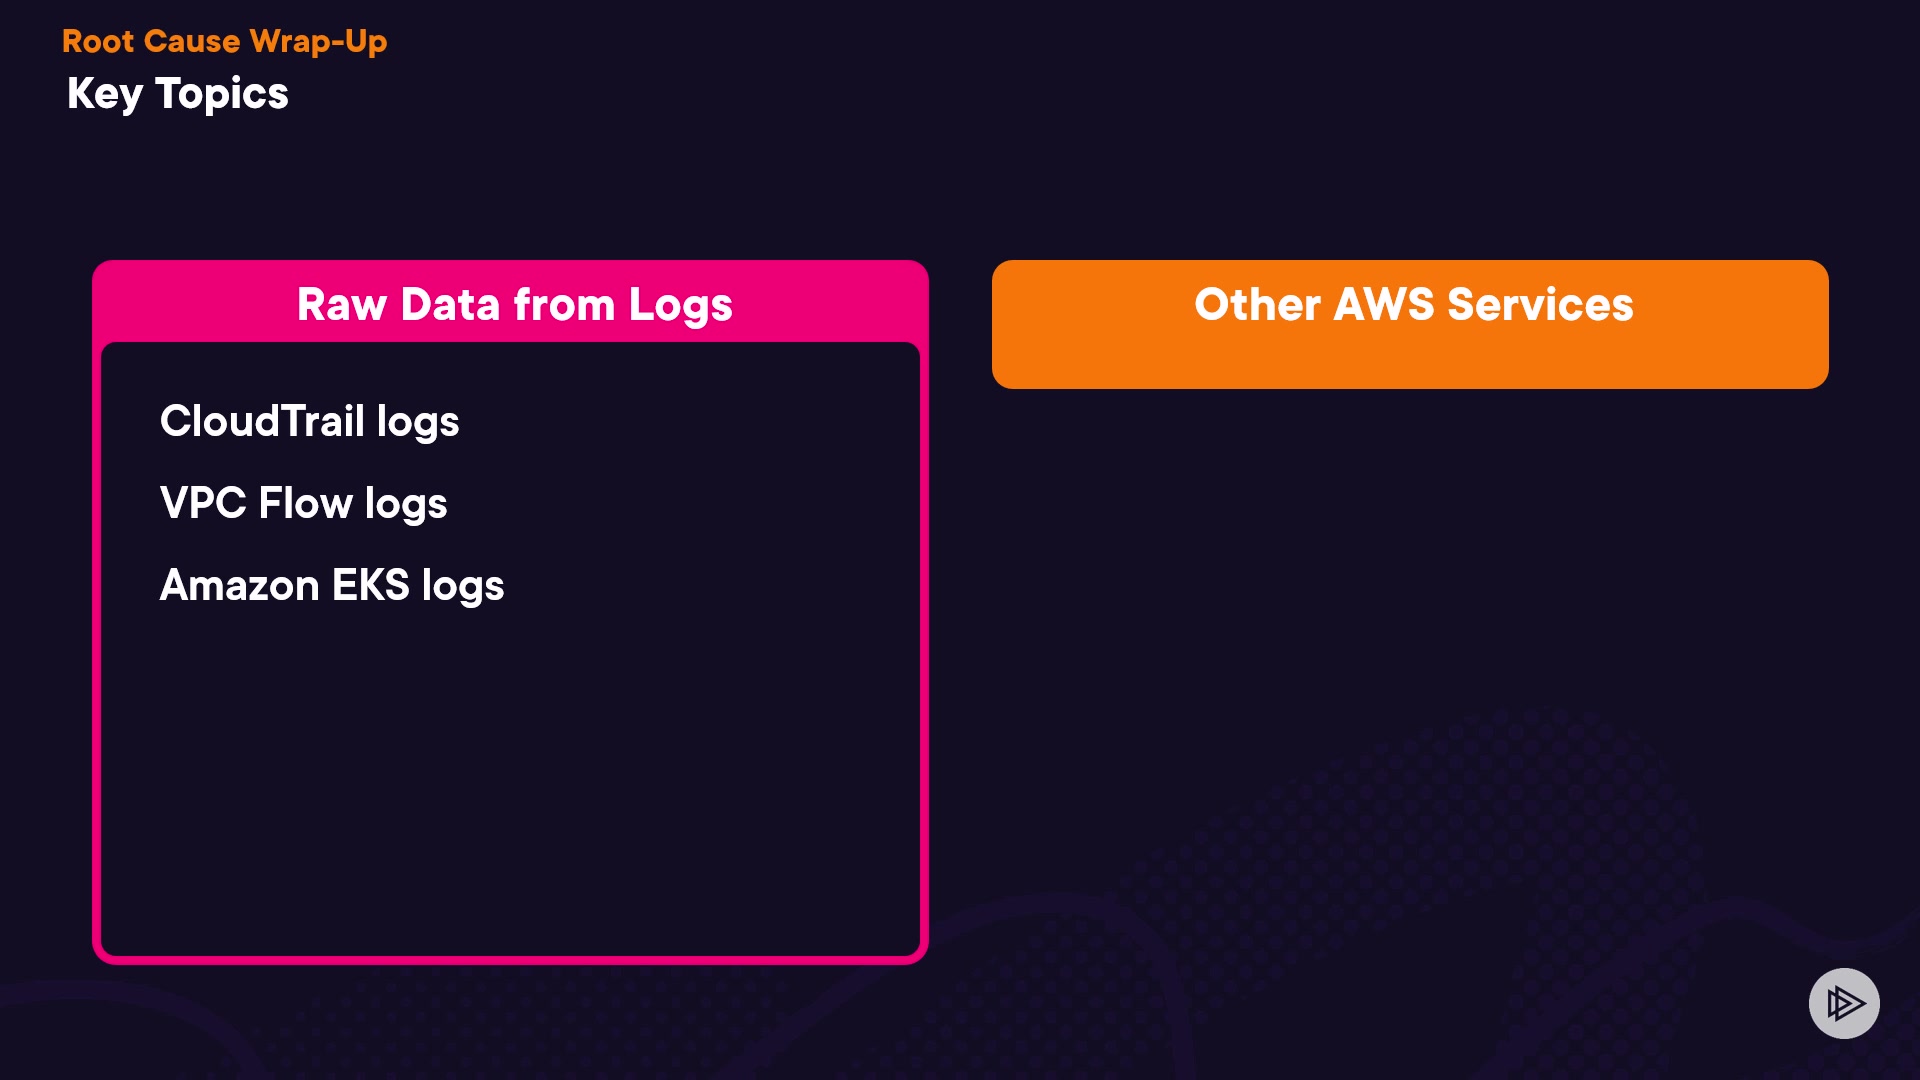 Root Cause Wrap-Up
Key Topics
Raw Data from Logs
CloudTrail logs
VPC Flow logs
Amazon EKS logs
Other AWS Services